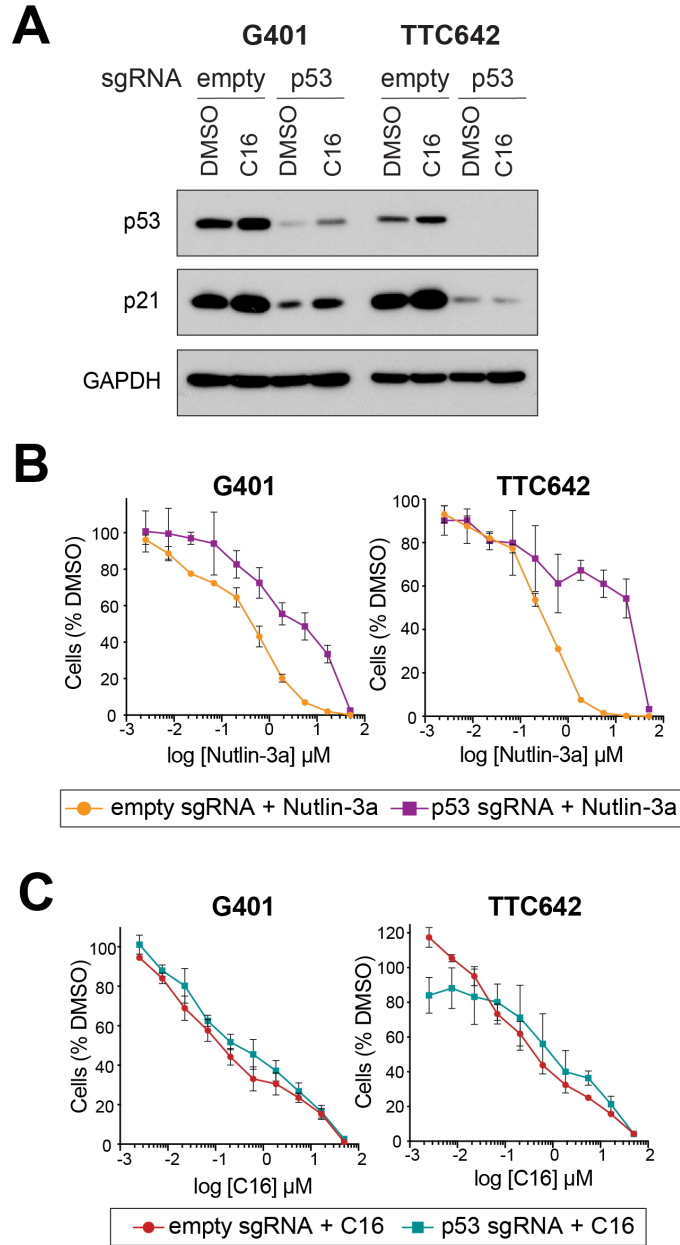 A
G401 TTC642
sgRNA empty p53 empty p53
DMSO C16 DMSO C16 DMSO C16 DMSO C16
p53
p21
GAPDH
B
G401 TTC642
Cells (% DMSO)
100
80
60
40
20
0
-3 -2 -1 0 1 2
log [Nutlin-3a] µM
Cells (% DMSO)
100
80
60
40
20
0
-3 -2 -1 0 1 2
log [Nutlin-3a] µM
empty sgRNA + Nutlin-3a p53 sgRNA + Nutlin-3a
C
G401 TTC642
Cells (% DMSO)
100
80
60
40
20
0
-3 -2 -1 0 1 2
log [C16] µM
Cells (% DMSO)
120
100
80
60
40
20
0
-3 -2 -1 0 1 2
log [C16] µM
empty sgRNA + C16 p53 sgRNA + C16